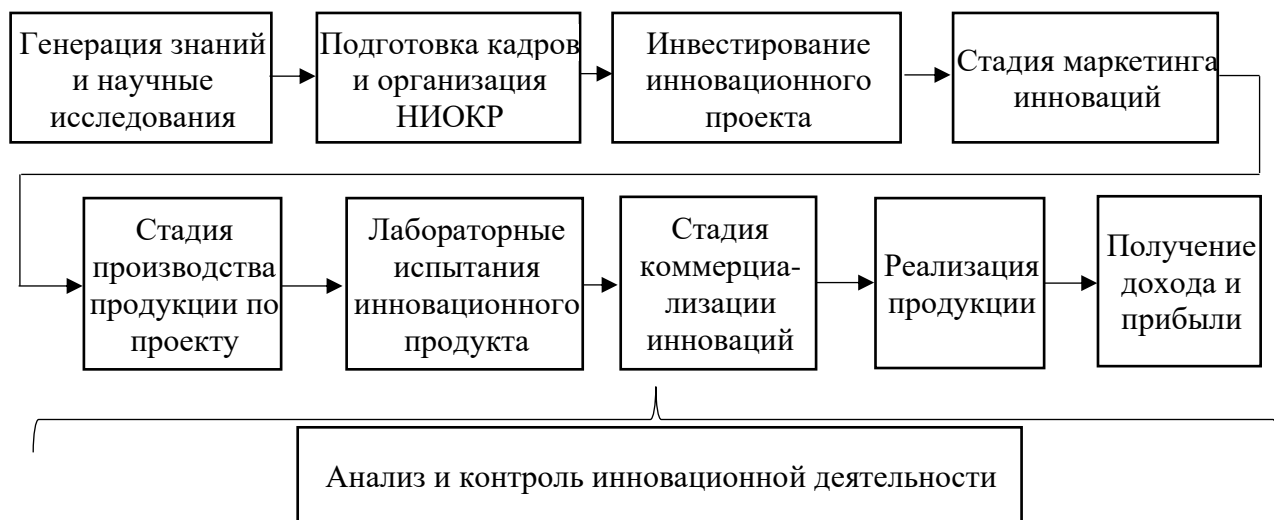 Генерация знаний
и научные
исследования
Подготовка кадров
и организация
НИОКР
Инвестирование
инновационного
проекта
Стадия маркетинга
инноваций
Стадия
производства
продукции по
проекту
Лабораторные
испытания
инновационного
продукта
Стадия
коммерциа-
лизации
инноваций
Реализация
продукции
Получение
дохода и
прибыли
Анализ и контроль инновационной деятельности